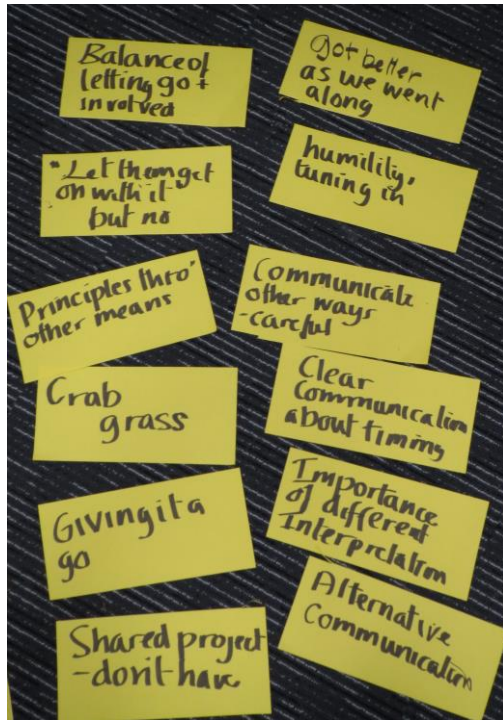 Balance of
letting go +
involved
"Let them get
on with it
but no
Principles thro'
other means
Crab
grass
Giving it a
go
Shared project
- don't have
Got better
as we went
along
humility,
tuning in
Communicate
other ways
- careful
Clear
Communication
about timing
Importance
of different
Interpretation
Alternative
Communication